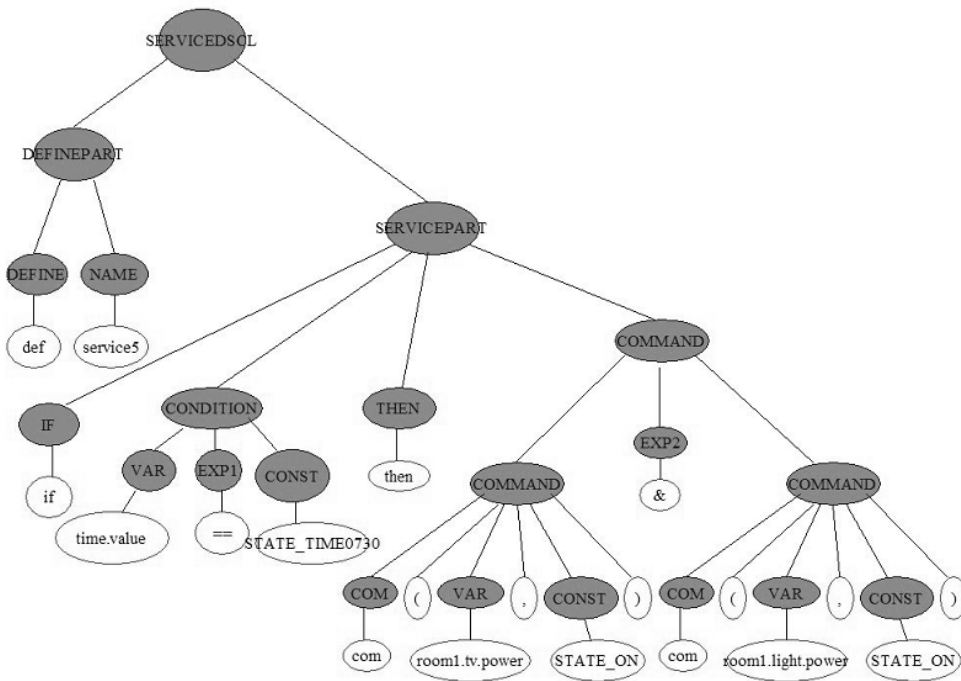 SERVICEDSCL
DEFINEPART
SERVICEPART
DEFINE NAME
def service5
COMMAND
IF CONDITION THEN
VAR EXP1 CONST EXP2
if then COMMAND & COMMAND
time.value == STATE_TIME0730
COM ( VAR , CONST ) COM ( VAR , CONST )
com room1.tv.power STATE_ON com room1.light.power STATE_ON